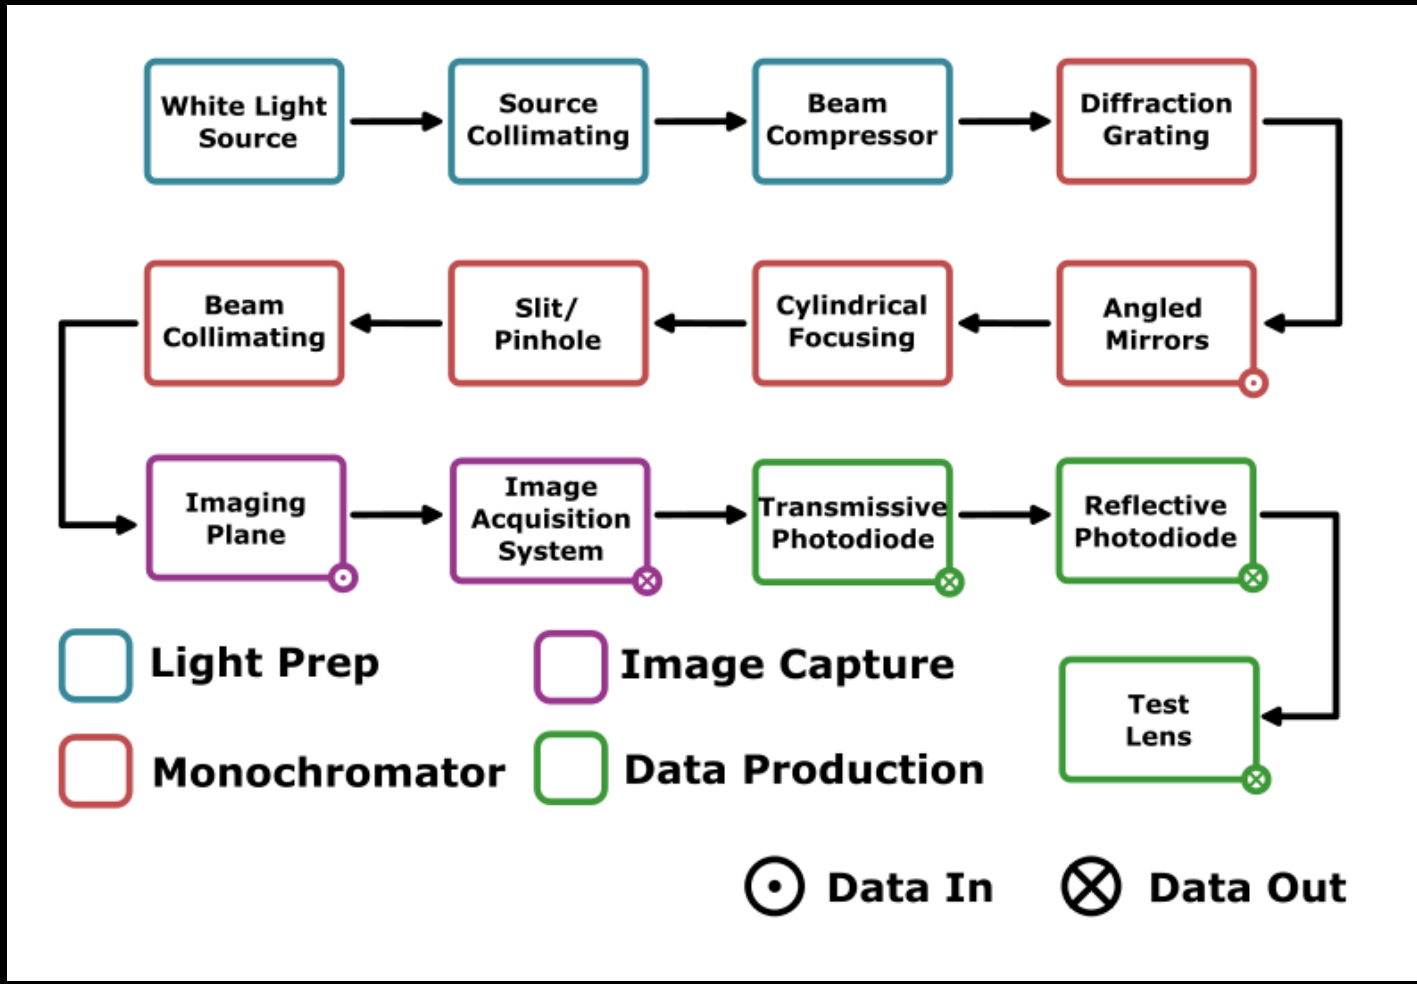 White Light
Source
Source
Collimating
Beam
Compressor
Diffraction
Grating
Beam
Collimating
Slit/
Pinhole
Cylindrical
Focusing
Angled
Mirrors
Imaging
Plane
Image
Acquisition
System
Transmissive
Photodiode
Reflective
Photodiode
Test
Lens
Light Prep
Image Capture
Monochromator
Data Production
Data In
Data Out